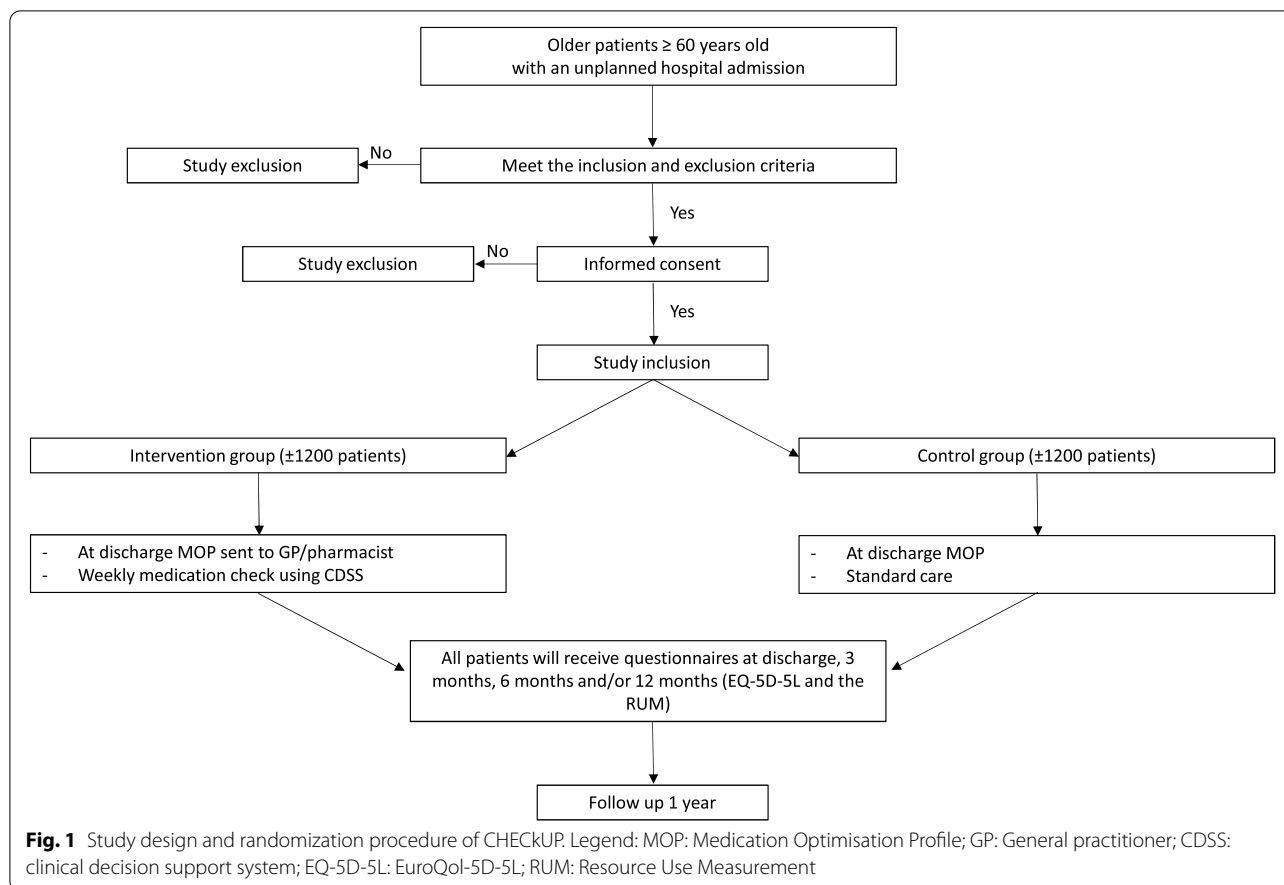 Older patients ≥ 60 years old
with an unplanned hospital admission
No
Study exclusion
Meet the inclusion and exclusion criteria
Yes
No
Study exclusion
Informed consent
Yes
Study inclusion
Intervention group (±1200 patients)
Control group (±1200 patients)
- At discharge MOP sent to GP/pharmacist
- Weekly medication check using CDSS
- At discharge MOP
- Standard care
All patients will receive questionnaires at discharge, 3
months, 6 months and/or 12 months (EQ-5D-5L and the
RUM)
Follow up 1 year
Fig. 1 Study design and randomization procedure of CHECkUP. Legend: MOP: Medication Optimisation Profile; GP: General practitioner; CDSS:
clinical decision support system; EQ-5D-5L: EuroQol-5D-5L; RUM: Resource Use Measurement